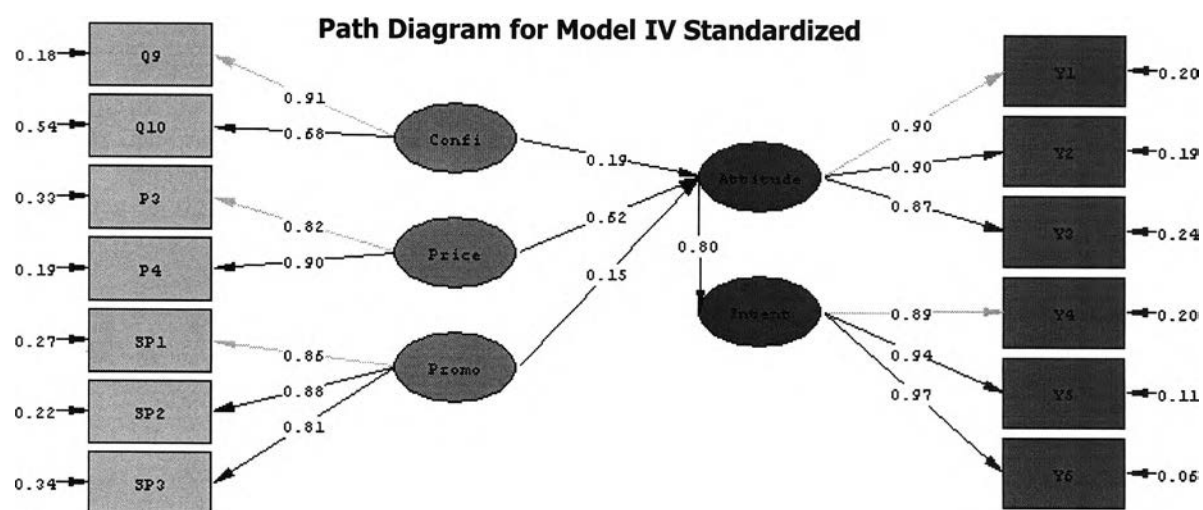 Path Diagram for Model IV Standardized
0.18 Q9
0.54 Q10
0.33 P3
0.19 P4
0.27 SP1
0.22 SP2
0.34 SP3
0.91
0.68
0.82
0.90
0.86
0.88
0.81
Confi
Price
Promo
0.19
0.62
0.15
Attitude
0.80
Intent
0.90
0.90
0.87
0.89
0.94
0.97
Y1 0.20
Y2 0.19
Y3 0.24
Y4 0.20
Y5 0.11
Y6 0.06